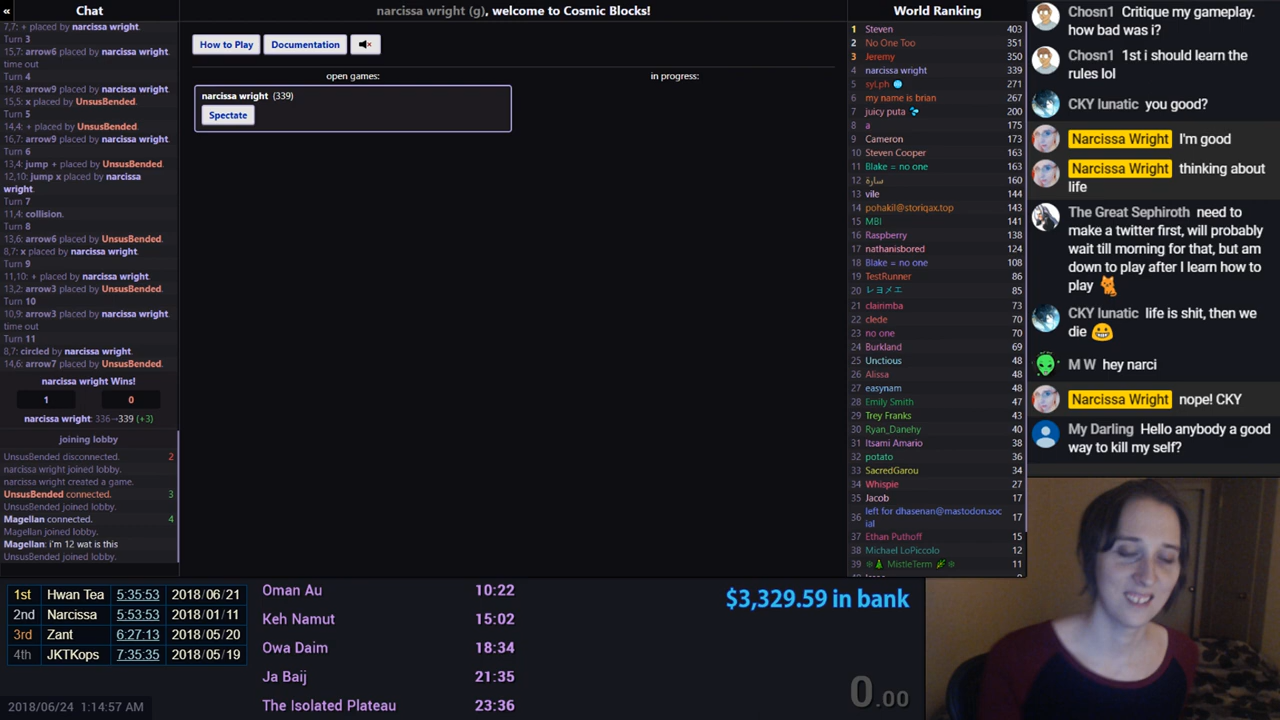 «
Chat
7,7: + placed by narcissa wright.
Turn 3
15,7: arrow6 placed by narcissa wright.
time out
Turn 4
14,8: arrow9 placed by narcissa wright.
15,5: x placed by UnsusBended.
Turn 5
14,4: + placed by UnsusBended.
16,7: arrow9 placed by narcissa wright.
Turn 6
13,4: jump + placed by UnsusBended.
12,10: jump x placed by narcissa
wright.
Turn 7
11,4: collision.
Turn 8
13,6: arrow6 placed by UnsusBended.
8,7: x placed by narcissa wright.
Turn 9
11,10: + placed by narcissa wright.
13,2: arrow3 placed by UnsusBended.
Turn 10
10,9: arrow3 placed by narcissa wright.
time out
Turn 11
8,7: circled by narcissa wright.
14,6: arrow7 placed by UnsusBended.
narcissa wright Wins!
1 0
narcissa wright: 336→339 (+3)
joining lobby
UnsusBended disconnected. 2
narcissa wright joined lobby.
narcissa wright created a game.
UnsusBended connected. 3
UnsusBended joined lobby.
Magellan connected. 4
Magellan joined lobby.
Magellan: i'm 12 wat is this
UnsusBended joined lobby.
narcissa wright (g), welcome to Cosmic Blocks!
How to Play Documentation
open games:
narcissa wright (339)
Spectate
in progress:
World Ranking
1 Steven 403
2 No One Too 351
3 Jeremy 350
4 narcissa wright 339
5 syl.ph 271
6 my name is brian 267
7 juicy puta 200
8 a 175
9 Cameron 173
10 Steven Cooper 163
11 Blake = no one 163
12 سارة 160
13 vile 144
14 pohakil@storiqax.top 143
15 MBI 141
16 Raspberry 138
17 nathanisbored 124
18 Blake = no one 108
19 TestRunner 86
20 レヨメエ 85
21 clairmba 73
22 clede 70
23 no one 70
24 Burkland 69
25 Unctious 48
26 Alissa 48
27 easynam 48
28 Emily Smith 47
29 Trey Franks 43
30 Ryan_Danehy 40
31 Itsami Amario 38
32 potato 36
33 SacredGarou 34
34 Whispie 27
35 Jacob 17
36 left for dhasenan@mastodon.soc
ial 17
37 Ethan Puthoff 15
38 Michael LoPiccolo 12
39 MistleTerm 11
Chosn1 Critique my gameplay.
how bad was i?
Chosn1 1st i should learn the
rules lol
CKY lunatic you good?
Narcissa Wright I'm good
Narcissa Wright thinking about
life
The Great Sephiroth need to
make a twitter first, will probably
wait till morning for that, but am
down to play after I learn how to
play
CKY lunatic life is shit, then we
die
M W hey narci
Narcissa Wright nope! CKY
My Darling Hello anybody a good
way to kill my self?
1st Hwan Tea 5:35:53 2018/06/21
2nd Narcissa 5:53:53 2018/01/11
3rd Zant 6:27:13 2018/05/20
4th JKTKops 7:35:35 2018/05/19
2018/06/24 1:14:57 AM
Oman Au 10:22
Keh Namut 15:02
Owa Daim 18:34
Ja Baij 21:35
The Isolated Plateau 23:36
$3,329.59 in bank
0.00